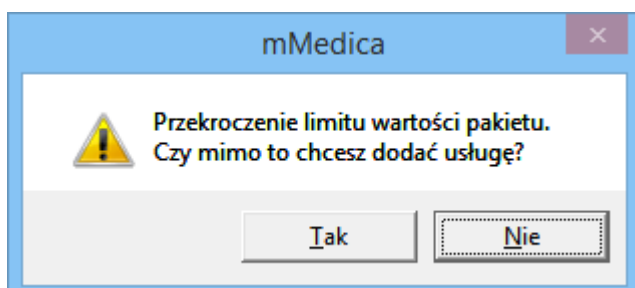 mMedica
Przekroczenie limitu wartości pakietu.
Czy mimo to chcesz dodać usługę?
Tak
Nie